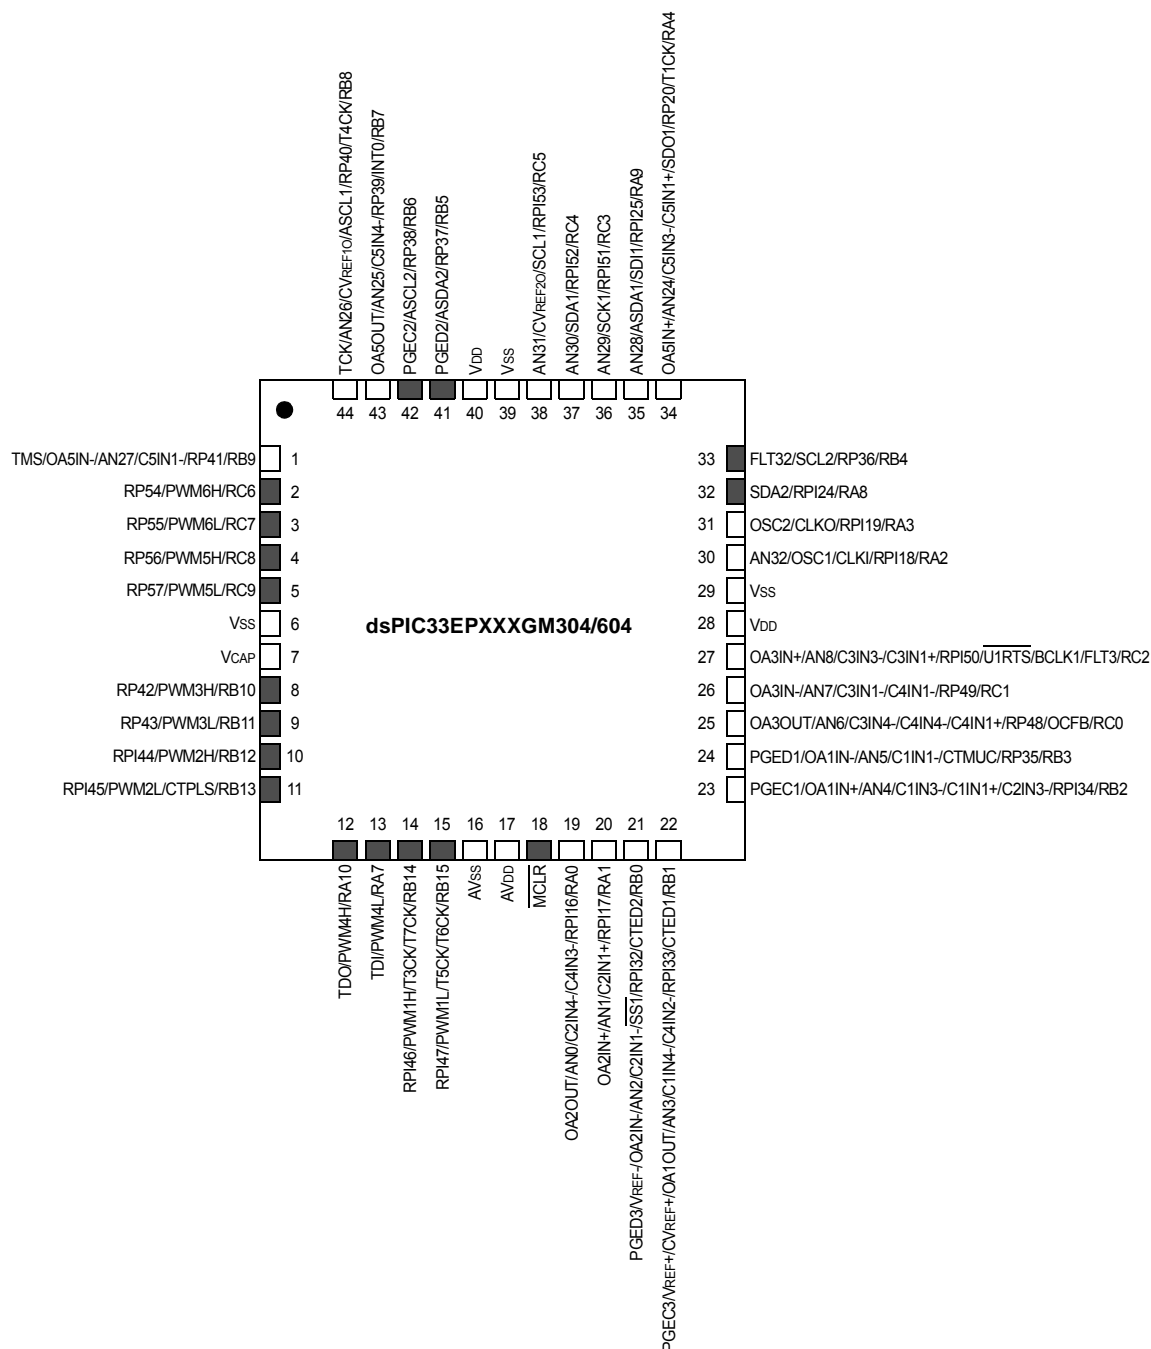 TCK/AN26/CVREF1O/ASCL1/RP40/T4CK/RB8
OA5OUT/AN25/C5IN4-/RP39/INT0/RB7
PGEC2/ASCL2/RP38/RB6
PGED2/ASDA2/RP37/RB5
VDD
VSS
AN31/CVREF2O/SCL1/RPI53/RC5
AN30/SDA1/RPI52/RC4
AN29/SCK1/RPI51/RC3
AN28/ASDA1/SDI1/RPI25/RA9
OA5IN+/AN24/C5IN3-/C5IN1+/SDO1/RP20/T1CK/RA4
44 43 42 41 40 39 38 37 36 35 34
TMS/OA5IN-/AN27/C5IN1-/RP41/RB9 1
RP54/PWM6H/RC6 2
RP55/PWM6L/RC7 3
RP56/PWM5H/RC8 4
RP57/PWM5L/RC9 5
VSS 6
VCAP 7
RP42/PWM3H/RB10 8
RP43/PWM3L/RB11 9
RPI44/PWM2H/RB12 10
RPI45/PWM2L/CTPLS/RB13 11
dsPIC33EPXXXGM304/604
33 FLT32/SCL2/RP36/RB4
32 SDA2/RPI24/RA8
31 OSC2/CLKO/RPI19/RA3
30 AN32/OSC1/CLKI/RPI18/RA2
29 VSS
28 VDD
27 OA3IN+/AN8/C3IN3-/C3IN1+/RPI50/U1RTS/BCLK1/FLT3/RC2
26 OA3IN-/AN7/C3IN1-/C4IN1-/RP49/RC1
25 OA3OUT/AN6/C3IN4-/C4IN4-/C4IN1+/RP48/OCFB/RC0
24 PGED1/OA1IN-/AN5/C1IN1-/CTMUC/RP35/RB3
23 PGEC1/OA1IN+/AN4/C1IN3-/C1IN1+/C2IN3-/RPI34/RB2
12 13 14 15 16 17 18 19 20 21 22
TDO/PWM4H/RA10
TDI/PWM4L/RA7
RPI46/PWM1H/T3CK/T7CK/RB14
RPI47/PWM1L/T5CK/T6CK/RB15
AVSS
AVDD
MCLR
OA2OUT/AN0/C2IN4-/C4IN3-/RPI16/RA0
OA2IN+/AN1/C2IN1+/RPI17/RA1
PGED3/VREF-/OA2IN-/AN2/C2IN1-/SS1/RPI32/CTED2/RB0
PGEC3/VREF+/CVREF+/OA1OUT/AN3/C1IN4-/C4IN2-/RPI33/CTED1/RB1